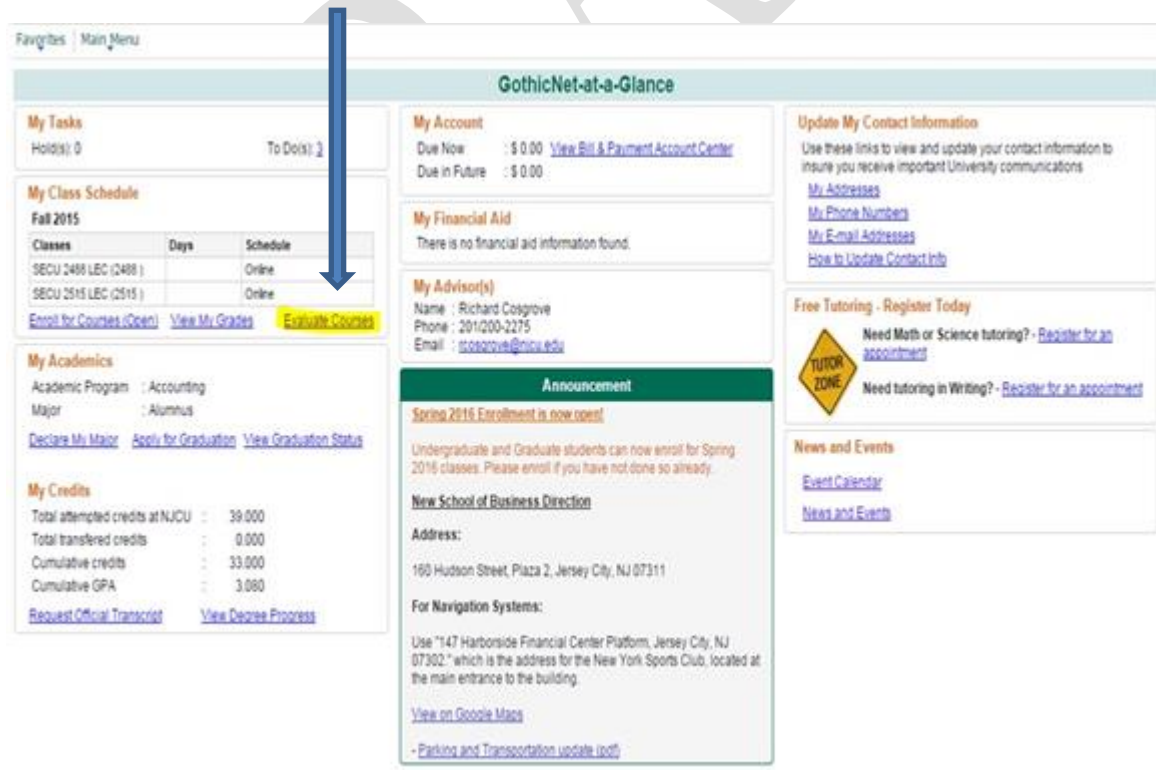 Favorites Main Menu
GothicNet-at-a-Glance
My Tasks
Hold(s): 0 To Do(s): 3
My Class Schedule
Fall 2015
Classes Days Schedule
SECU 2488 LEC (2488 ) Online
SECU 2515 LEC (2515 ) Online
Enroll for Courses (Open) View My Grades Evaluate Courses
My Academics
Academic Program : Accounting
Major : Alumnus
Declare My Major Apply for Graduation View Graduation Status
My Credits
Total attempted credits at NJCU : 39.000
Total transfered credits : 0.000
Cumulative credits : 33.000
Cumulative GPA : 3.080
Request Official Transcript View Degree Progress
My Account
Due Now : $ 0.00 View Bill & Payment Account Center
Due in Future : $ 0.00
My Financial Aid
There is no financial aid information found.
My Advisor(s)
Name : Richard Cosgrove
Phone : 201/200-2275
Email : rcosgrove@njcu.edu
Announcement
Spring 2016 Enrollment is now open!
Undergraduate and Graduate students can now enroll for Spring
2016 classes. Please enroll if you have not done so already.
New School of Business Direction
Address:
160 Hudson Street, Plaza 2, Jersey City, NJ 07311
For Navigation Systems:
Use "147 Harborside Financial Center Platform, Jersey City, NJ
07302." which is the address for the New York Sports Club, located at
the main entrance to the building.
View on Google Maps
- Parking and Transportation update (pdf)
Update My Contact Information
Use these links to view and update your contact information to
insure you receive important University communications
My Addresses
My Phone Numbers
My E-mail Addresses
How to Update Contact Info
Free Tutoring - Register Today
TUTOR
ZONE
Need Math or Science tutoring? - Register for an
appointment
Need tutoring in Writing? - Register for an appointment
News and Events
Event Calendar
News and Events